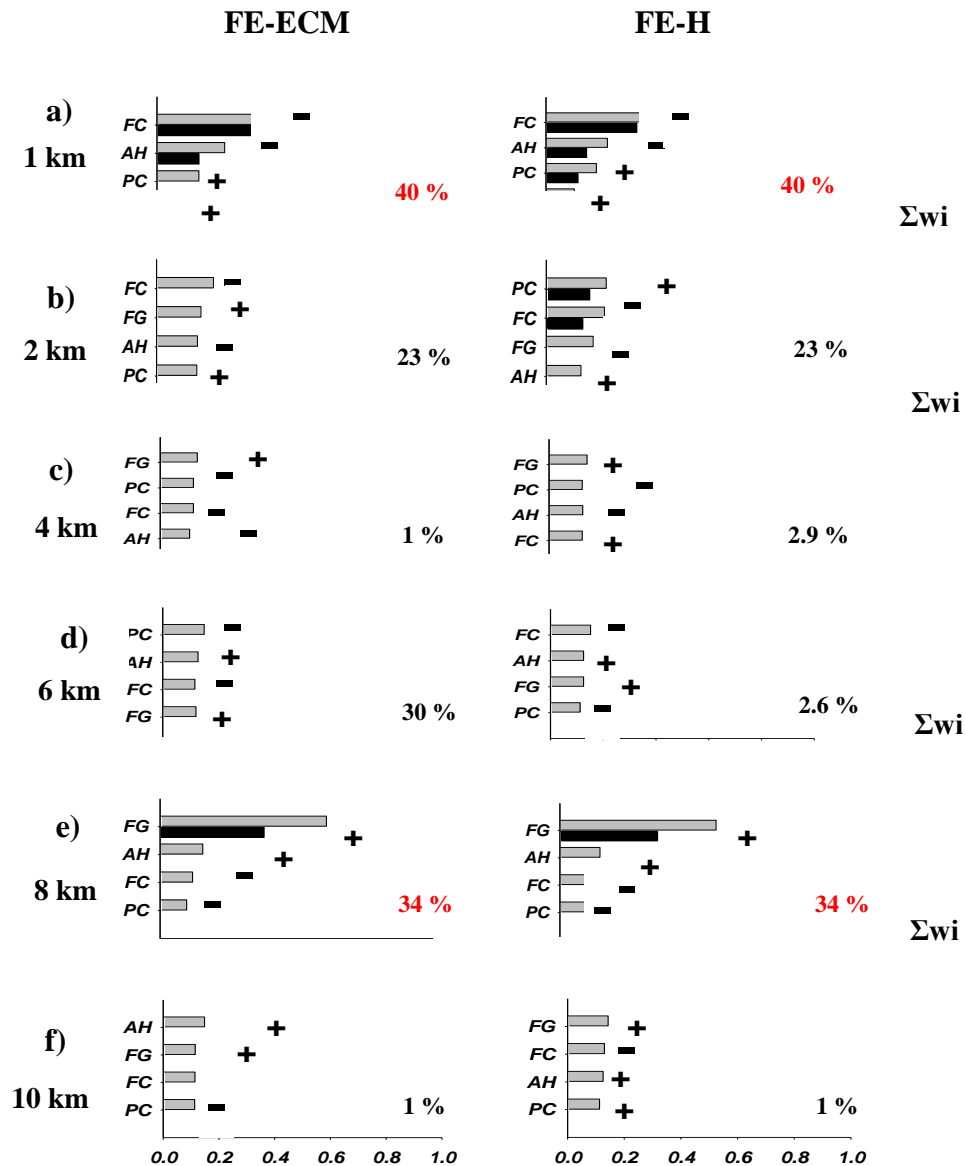 FE-ECM FE-H
a)
1 km
FC
AH
PC
40 %
FC
AH
PC
40 %
Σwi
b)
2 km
FC
FG
AH
PC
23 %
PC
FC
FG
AH
23 %
Σwi
c)
4 km
FG
PC
FC
AH
1 %
FG
PC
AH
FC
2.9 %
d)
6 km
PC
AH
FC
FG
30 %
FC
AH
FG
PC
2.6 %
Σwi
e)
8 km
FG
AH
FC
PC
34 %
FG
AH
FC
PC
34 %
Σwi
f)
10 km
AH
FG
FC
PC
1 %
FG
FC
AH
PC
1 %
0.0 0.2 0.4 0.6 0.8 1.0
0.0 0.2 0.4 0.6 0.8 1.0